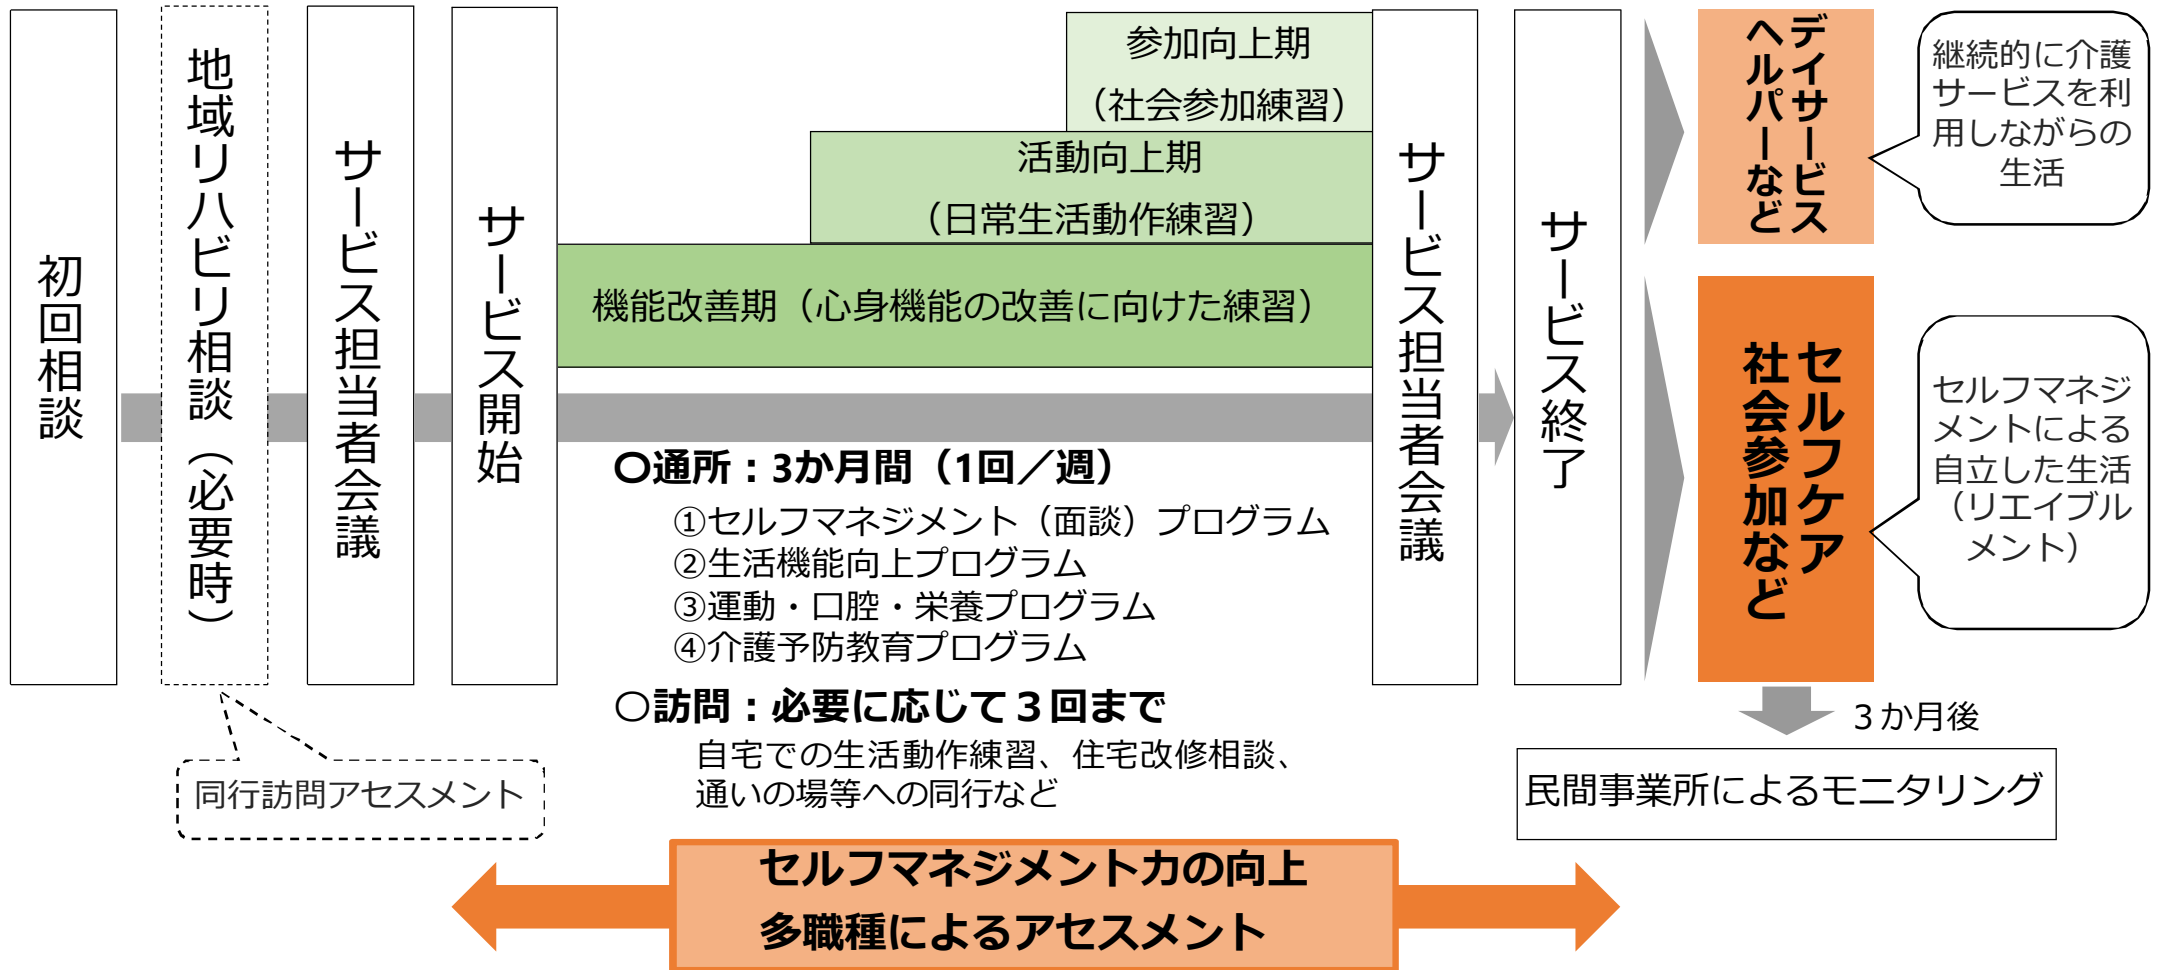 初回相談
地域リハビリ相談（必要時）
サービス担当者会議
サービス開始
参加向上期
（社会参加練習）
活動向上期
（日常生活動作練習）
機能改善期（心身機能の改善に向けた練習）
〇通所：3か月間（1回／週）
①セルフマネジメント（面談）プログラム
②生活機能向上プログラム
③運動・口腔・栄養プログラム
④介護予防教育プログラム
〇訪問：必要に応じて３回まで
自宅での生活動作練習、住宅改修相談、
通いの場等への同行など
サービス担当者会議
サービス終了
デイサービス
ヘルパーなど
継続的に介護
サービスを利
用しながらの
生活
セルフケア
社会参加など
セルフマネジ
メントによる
自立した生活
（リエイブル
メント）
３か月後
民間事業所によるモニタリング
同行訪問アセスメント
セルフマネジメント力の向上
多職種によるアセスメント